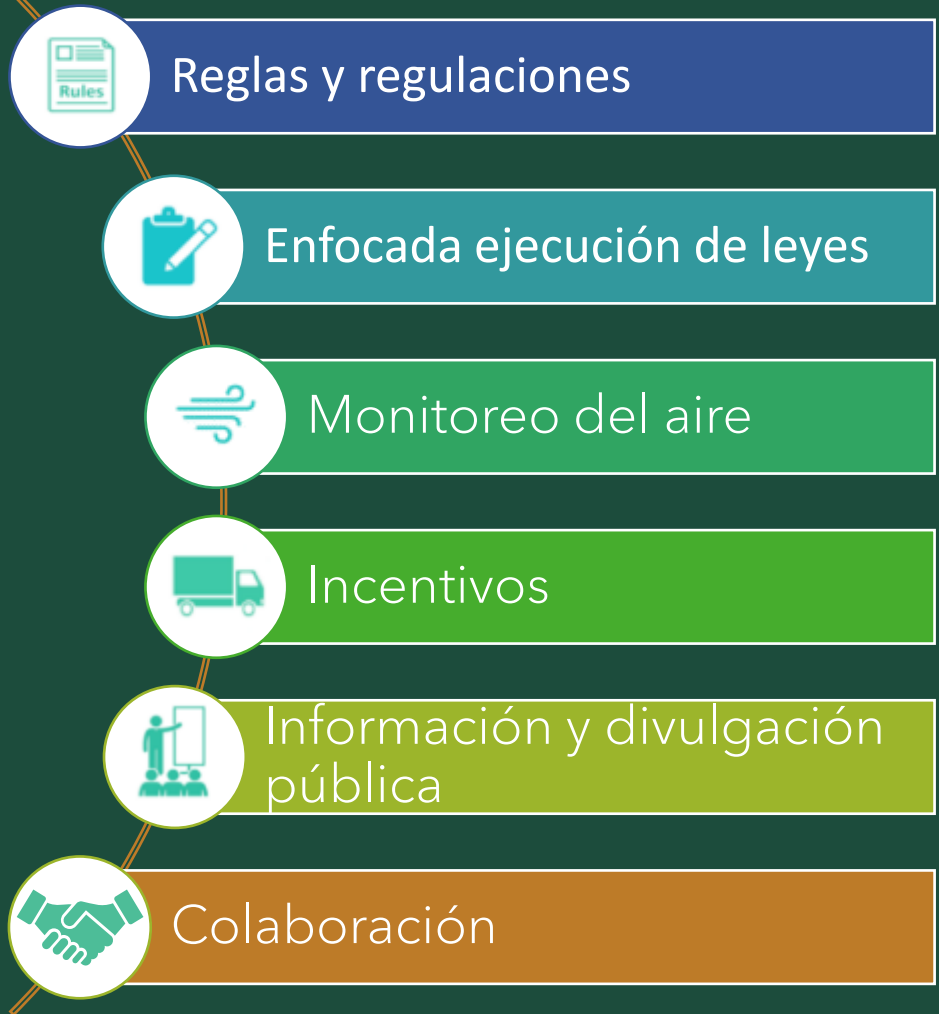 Rules
Reglas y regulaciones
Enfocada ejecución de leyes
Monitoreo del aire
Incentivos
Información y divulgación
pública
Colaboración